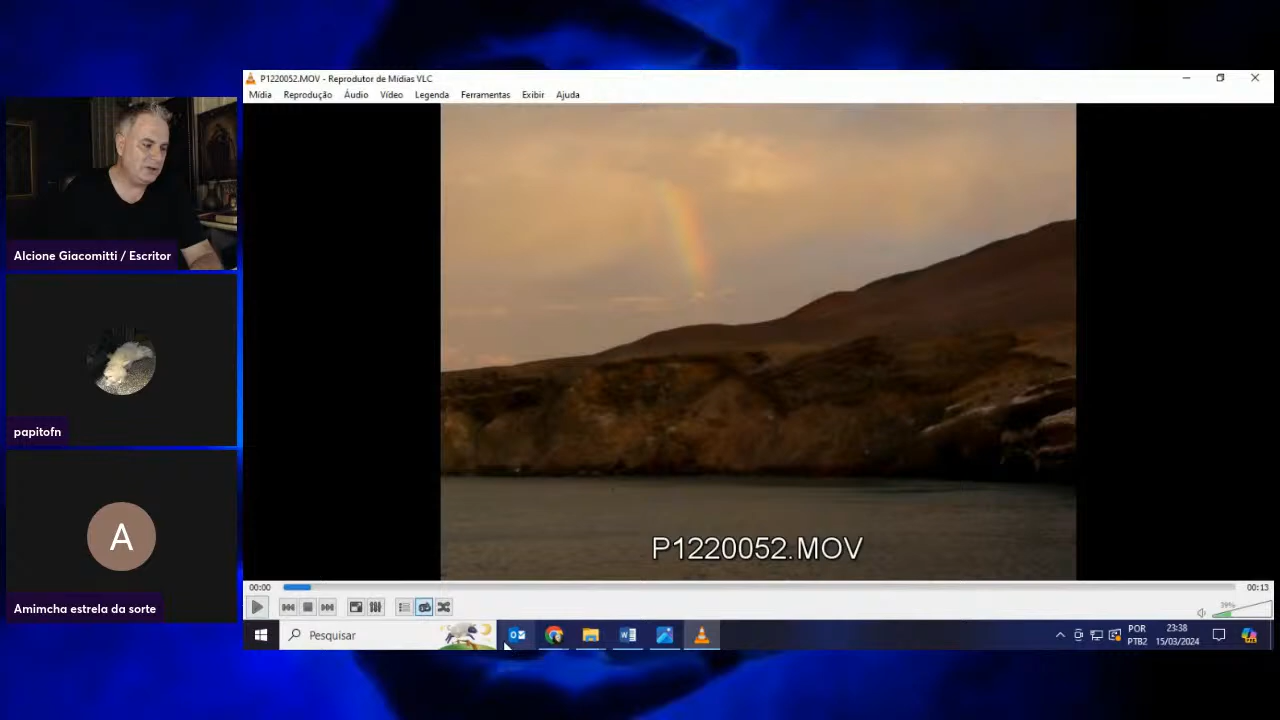 P1220052.MOV - Reprodutor de Mídias VLC
Mídia Reprodução Áudio Vídeo Legenda Ferramentas Exibir Ajuda
Alcione Giacomitti / Escritor
papitofn
A
Amimcha estrela da sorte
P1220052.MOV
00:00
00:13
39%
Pesquisar
POR
PTB2
23:38
15/03/2024